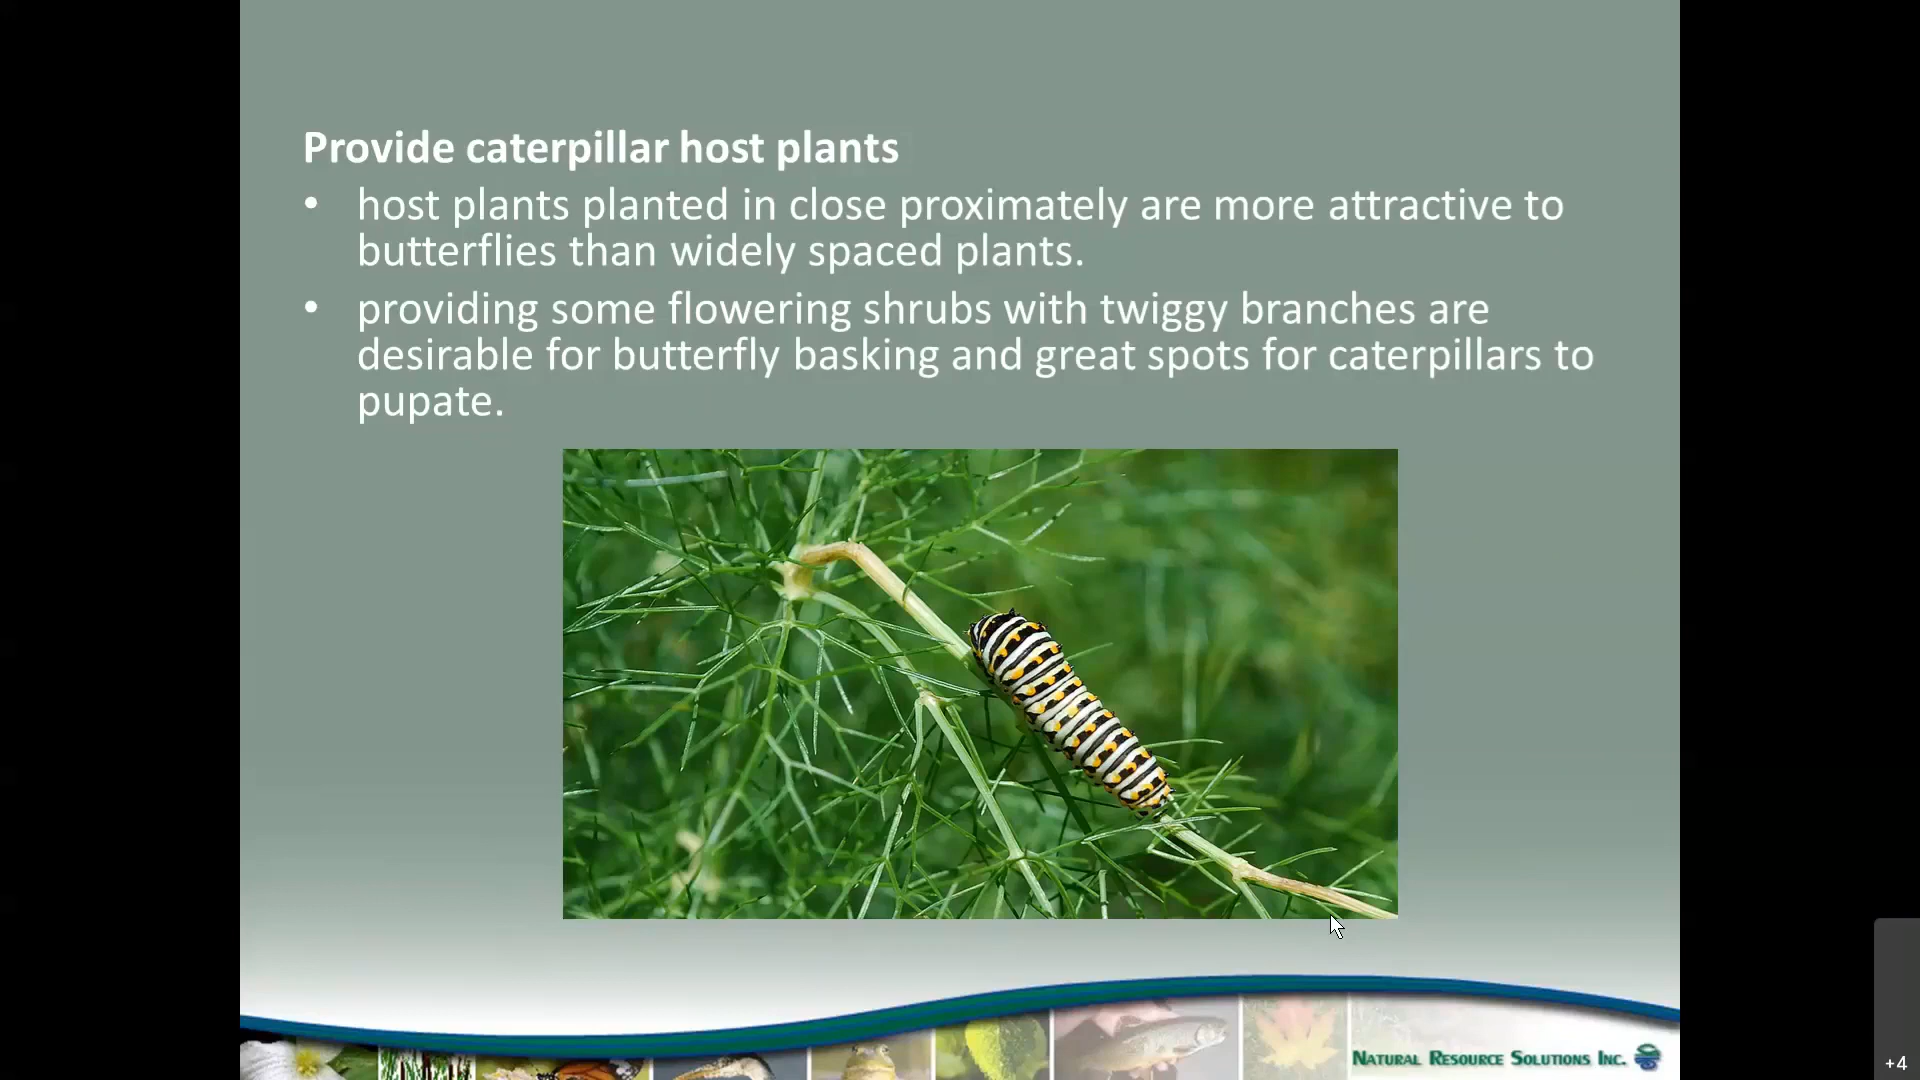 Provide caterpillar host plants
• host plants planted in close proximately are more attractive to
butterflies than widely spaced plants.
• providing some flowering shrubs with twiggy branches are
desirable for butterfly basking and great spots for caterpillars to
pupate.
Natural Resource Solutions Inc.
+4